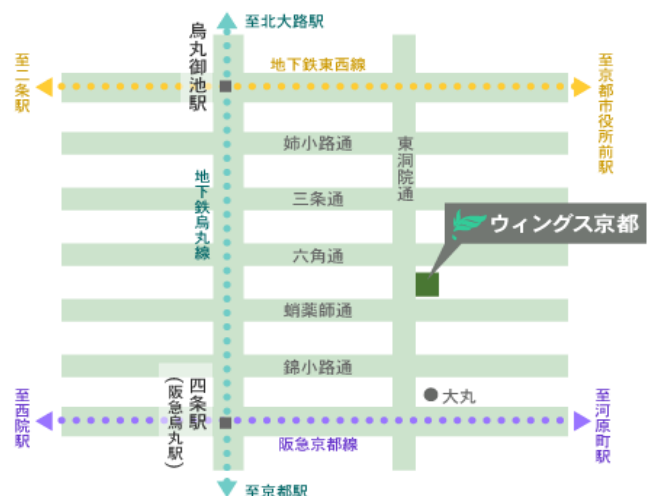 至北大路駅
烏丸御池駅
地下鉄東西線
至二条駅
至京都市役所前駅
姉小路通
東洞院通
地下鉄烏丸線
三条通
ウィングス京都
六角通
蛸薬師通
錦小路通
四条駅
(阪急烏丸駅)
大丸
至西院駅
至河原町駅
阪急京都線
至京都駅